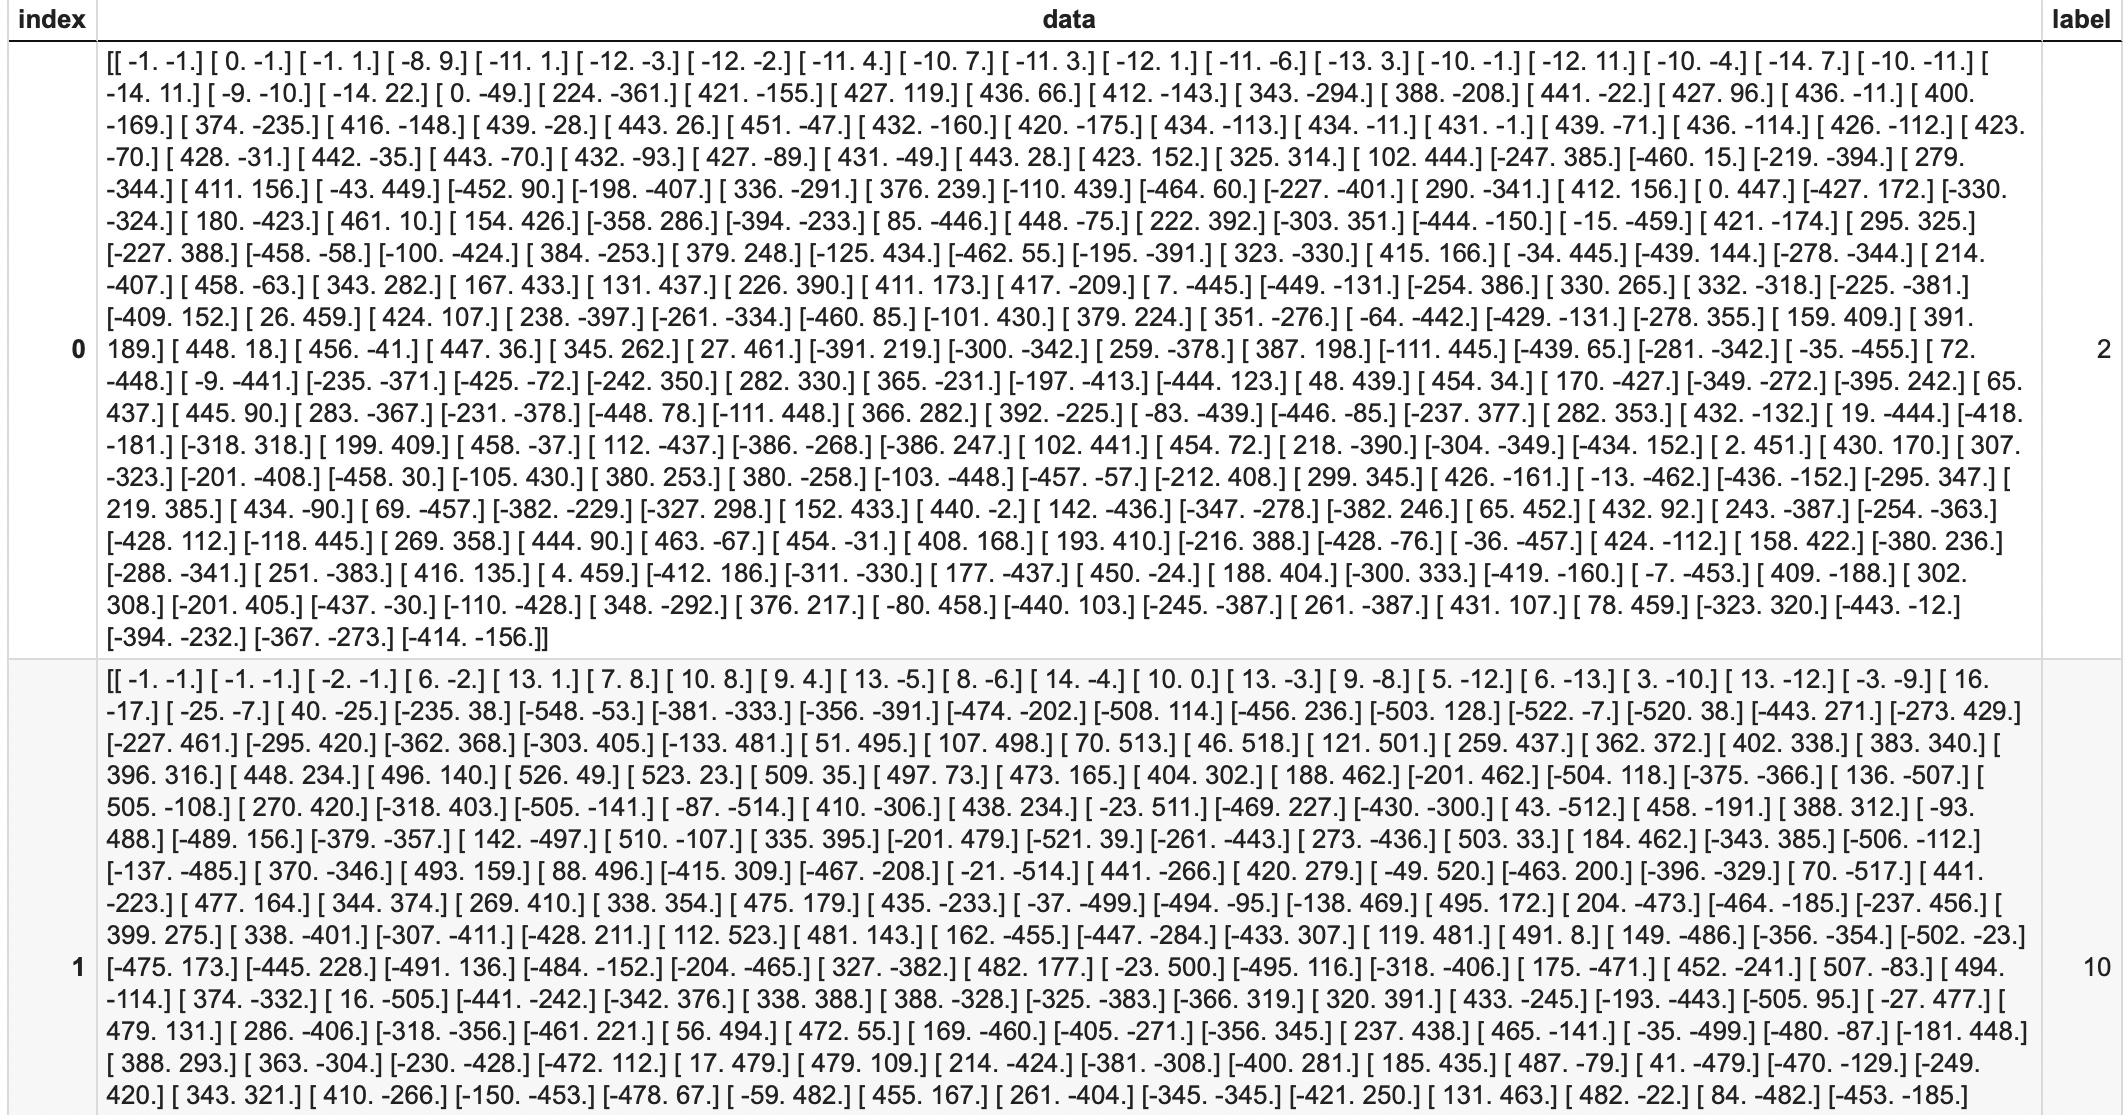 index data label
[[ -1. -1.] [ 0. -1.] [ -1. 1.] [ -8. 9.] [ -11. 1.] [ -12. -3.] [ -12. -2.] [ -11. 4.] [ -10. 7.] [ -11. 3.] [ -12. 1.] [ -11. -6.] [ -13. 3.] [ -10. -1.] [ -12. 11.] [ -10. -4.] [ -14. 7.] [ -10. -11.] [
-14. 11.] [ -9. -10.] [ -14. 22.] [ 0. -49.] [ 224. -361.] [ 421. -155.] [ 427. 119.] [ 436. 66.] [ 412. -143.] [ 343. -294.] [ 388. -208.] [ 441. -22.] [ 427. 96.] [ 436. -11.] [ 400.
-169.] [ 374. -235.] [ 416. -148.] [ 439. -28.] [ 443. 26.] [ 451. -47.] [ 432. -160.] [ 420. -175.] [ 434. -113.] [ 434. -11.] [ 431. -1.] [ 439. -71.] [ 436. -114.] [ 426. -112.] [ 423.
-70.] [ 428. -31.] [ 442. -35.] [ 443. -70.] [ 432. -93.] [ 427. -89.] [ 431. -49.] [ 443. 28.] [ 423. 152.] [ 325. 314.] [ 102. 444.] [-247. 385.] [-460. 15.] [-219. -394.] [ 279.
-344.] [ 411. 156.] [ -43. 449.] [-452. 90.] [-198. -407.] [ 336. -291.] [ 376. 239.] [-110. 439.] [-464. 60.] [-227. -401.] [ 290. -341.] [ 412. 156.] [ 0. 447.] [-427. 172.] [-330.
-324.] [ 180. -423.] [ 461. 10.] [ 154. 426.] [-358. 286.] [-394. -233.] [ 85. -446.] [ 448. -75.] [ 222. 392.] [-303. 351.] [-444. -150.] [ -15. -459.] [ 421. -174.] [ 295. 325.]
[-227. 388.] [-458. -58.] [-100. -424.] [ 384. -253.] [ 379. 248.] [-125. 434.] [-462. 55.] [-195. -391.] [ 323. -330.] [ 415. 166.] [ -34. 445.] [-439. 144.] [-278. -344.] [ 214.
-407.] [ 458. -63.] [ 343. 282.] [ 167. 433.] [ 131. 437.] [ 226. 390.] [ 411. 173.] [ 417. -209.] [ 7. -445.] [-449. -131.] [-254. 386.] [ 330. 265.] [ 332. -318.] [-225. -381.]
[-409. 152.] [ 26. 459.] [ 424. 107.] [ 238. -397.] [-261. -334.] [-460. 85.] [-101. 430.] [ 379. 224.] [ 351. -276.] [ -64. -442.] [-429. -131.] [-278. 355.] [ 159. 409.] [ 391.
0 189.] [ 448. 18.] [ 456. -41.] [ 447. 36.] [ 345. 262.] [ 27. 461.] [-391. 219.] [-300. -342.] [ 259. -378.] [ 387. 198.] [-111. 445.] [-439. 65.] [-281. -342.] [ -35. -455.] [ 72. 2
-448.] [ -9. -441.] [-235. -371.] [-425. -72.] [-242. 350.] [ 282. 330.] [ 365. -231.] [-197. -413.] [-444. 123.] [ 48. 439.] [ 454. 34.] [ 170. -427.] [-349. -272.] [-395. 242.] [ 65.
437.] [ 445. 90.] [ 283. -367.] [-231. -378.] [-448. 78.] [-111. 448.] [ 366. 282.] [ 392. -225.] [ -83. -439.] [-446. -85.] [-237. 377.] [ 282. 353.] [ 432. -132.] [ 19. -444.] [-418.
-181.] [-318. 318.] [ 199. 409.] [ 458. -37.] [ 112. -437.] [-386. -268.] [-386. 247.] [ 102. 441.] [ 454. 72.] [ 218. -390.] [-304. -349.] [-434. 152.] [ 2. 451.] [ 430. 170.] [ 307.
-323.] [-201. -408.] [-458. 30.] [-105. 430.] [ 380. 253.] [ 380. -258.] [-103. -448.] [-457. -57.] [-212. 408.] [ 299. 345.] [ 426. -161.] [ -13. -462.] [-436. -152.] [-295. 347.] [
219. 385.] [ 434. -90.] [ 69. -457.] [-382. -229.] [-327. 298.] [ 152. 433.] [ 440. -2.] [ 142. -436.] [-347. -278.] [-382. 246.] [ 65. 452.] [ 432. 92.] [ 243. -387.] [-254. -363.]
[-428. 112.] [-118. 445.] [ 269. 358.] [ 444. 90.] [ 463. -67.] [ 454. -31.] [ 408. 168.] [ 193. 410.] [-216. 388.] [-428. -76.] [ -36. -457.] [ 424. -112.] [ 158. 422.] [-380. 236.]
[-288. -341.] [ 251. -383.] [ 416. 135.] [ 4. 459.] [-412. 186.] [-311. -330.] [ 177. -437.] [ 450. -24.] [ 188. 404.] [-300. 333.] [-419. -160.] [ -7. -453.] [ 409. -188.] [ 302.
308.] [-201. 405.] [-437. -30.] [-110. -428.] [ 348. -292.] [ 376. 217.] [ -80. 458.] [-440. 103.] [-245. -387.] [ 261. -387.] [ 431. 107.] [ 78. 459.] [-323. 320.] [-443. -12.]
[-394. -232.] [-367. -273.] [-414. -156.]]
[[ -1. -1.] [ -1. -1.] [ -2. -1.] [ 6. -2.] [ 13. 1.] [ 7. 8.] [ 10. 8.] [ 9. 4.] [ 13. -5.] [ 8. -6.] [ 14. -4.] [ 10. 0.] [ 13. -3.] [ 9. -8.] [ 5. -12.] [ 6. -13.] [ 3. -10.] [ 13. -12.] [ -3. -9.] [ 16.
-17.] [ -25. -7.] [ 40. -25.] [-235. 38.] [-548. -53.] [-381. -333.] [-356. -391.] [-474. -202.] [-508. 114.] [-456. 236.] [-503. 128.] [-522. -7.] [-520. 38.] [-443. 271.] [-273. 429.]
[-227. 461.] [-295. 420.] [-362. 368.] [-303. 405.] [-133. 481.] [ 51. 495.] [ 107. 498.] [ 70. 513.] [ 46. 518.] [ 121. 501.] [ 259. 437.] [ 362. 372.] [ 402. 338.] [ 383. 340.] [
396. 316.] [ 448. 234.] [ 496. 140.] [ 526. 49.] [ 523. 23.] [ 509. 35.] [ 497. 73.] [ 473. 165.] [ 404. 302.] [ 188. 462.] [-201. 462.] [-504. 118.] [-375. -366.] [ 136. -507.] [
505. -108.] [ 270. 420.] [-318. 403.] [-505. -141.] [ -87. -514.] [ 410. -306.] [ 438. 234.] [ -23. 511.] [-469. 227.] [-430. -300.] [ 43. -512.] [ 458. -191.] [ 388. 312.] [ -93.
488.] [-489. 156.] [-379. -357.] [ 142. -497.] [ 510. -107.] [ 335. 395.] [-201. 479.] [-521. 39.] [-261. -443.] [ 273. -436.] [ 503. 33.] [ 184. 462.] [-343. 385.] [-506. -112.]
[-137. -485.] [ 370. -346.] [ 493. 159.] [ 88. 496.] [-415. 309.] [-467. -208.] [ -21. -514.] [ 441. -266.] [ 420. 279.] [ -49. 520.] [-463. 200.] [-396. -329.] [ 70. -517.] [ 441.
-223.] [ 477. 164.] [ 344. 374.] [ 269. 410.] [ 338. 354.] [ 475. 179.] [ 435. -233.] [ -37. -499.] [-494. -95.] [-138. 469.] [ 495. 172.] [ 204. -473.] [-464. -185.] [-237. 456.] [
399. 275.] [ 338. -401.] [-307. -411.] [-428. 211.] [ 112. 523.] [ 481. 143.] [ 162. -455.] [-447. -284.] [-433. 307.] [ 119. 481.] [ 491. 8.] [ 149. -486.] [-356. -354.] [-502. -23.]
1 [-475. 173.] [-445. 228.] [-491. 136.] [-484. -152.] [-204. -465.] [ 327. -382.] [ 482. 177.] [ -23. 500.] [-495. 116.] [-318. -406.] [ 175. -471.] [ 452. -241.] [ 507. -83.] [ 494. 10
-114.] [ 374. -332.] [ 16. -505.] [-441. -242.] [-342. 376.] [ 338. 388.] [ 388. -328.] [-325. -383.] [-366. 319.] [ 320. 391.] [ 433. -245.] [-193. -443.] [-505. 95.] [ -27. 477.] [
479. 131.] [ 286. -406.] [-318. -356.] [-461. 221.] [ 56. 494.] [ 472. 55.] [ 169. -460.] [-405. -271.] [-356. 345.] [ 237. 438.] [ 465. -141.] [ -35. -499.] [-480. -87.] [-181. 448.]
[ 388. 293.] [ 363. -304.] [-230. -428.] [-472. 112.] [ 17. 479.] [ 479. 109.] [ 214. -424.] [-381. -308.] [-400. 281.] [ 185. 435.] [ 487. -79.] [ 41. -479.] [-470. -129.] [-249.
420.] [ 343. 321.] [ 410. -266.] [-150. -453.] [-478. 67.] [ -59. 482.] [ 455. 167.] [ 261. -404.] [-345. -345.] [-421. 250.] [ 131. 463.] [ 482. -22.] [ 84. -482.] [-453. -185.]